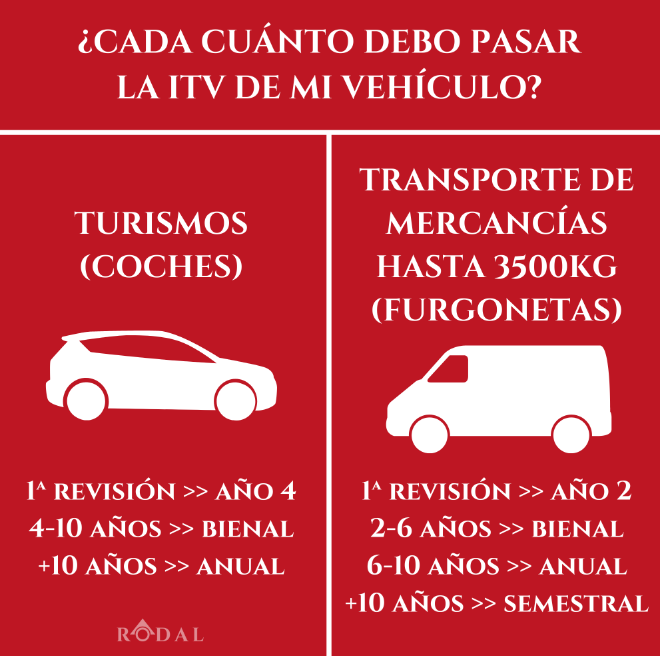 ¿CADA CUÁNTO DEBO PASAR
LA ITV DE MI VEHÍCULO?
TURISMOS
(COCHES)
1ª REVISIÓN >> AÑO 4
4-10 AÑOS >> BIENAL
+10 AÑOS >> ANUAL
RODAL
TRANSPORTE DE
MERCANCÍAS
HASTA 3500KG
(FURGONETAS)
1ª REVISIÓN >> AÑO 2
2-6 AÑOS >> BIENAL
6-10 AÑOS >> ANUAL
+10 AÑOS >> SEMESTRAL